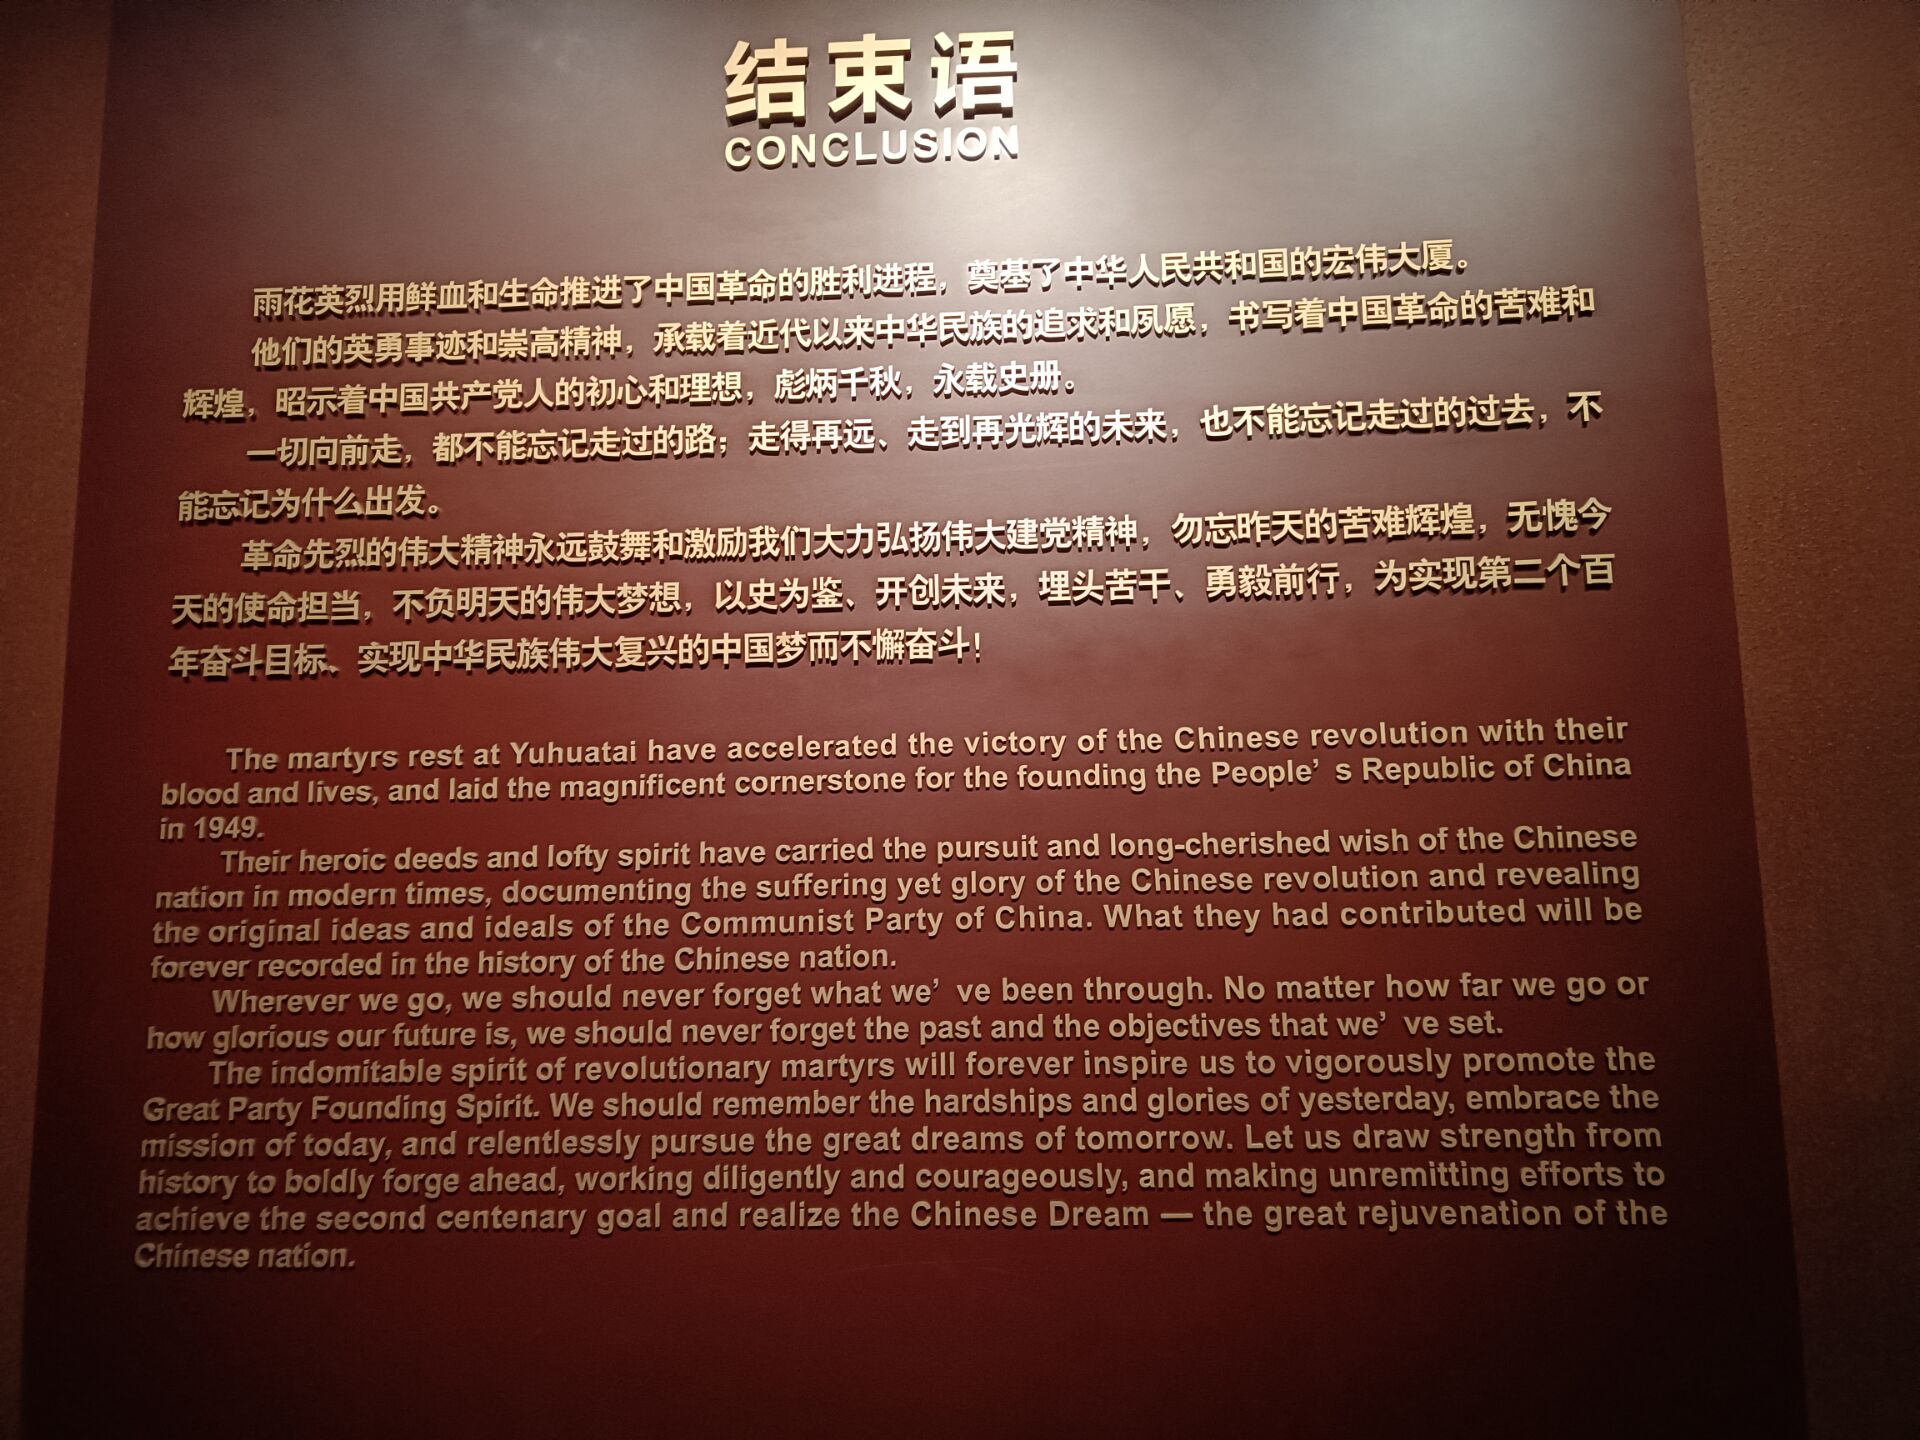 结束语
CONCLUSION
雨花英烈用鲜血和生命推进了中国革命的胜利进程，奠基了中华人民共和国的宏伟大厦。
他们的英勇事迹和崇高精神，承载着近代以来中华民族的追求和夙愿，书写着中国革命的苦难和
辉煌，昭示着中国共产党人的初心和理想，彪炳千秋，永载史册。
一切向前走，都不能忘记走过的路；走得再远、走到再光辉的未来，也不能忘记走过的过去，不
能忘记为什么出发。
革命先烈的伟大精神永远鼓舞和激励我们大力弘扬伟大建党精神，勿忘昨天的苦难辉煌，无愧今
天的使命担当，不负明天的伟大梦想，以史为鉴、开创未来，埋头苦干、勇毅前行，为实现第二个百
年奋斗目标、实现中华民族伟大复兴的中国梦而不懈奋斗！
The martyrs rest at Yuhuatai have accelerated the victory of the Chinese revolution with their
blood and lives, and laid the magnificent cornerstone for the founding the People’ s Republic of China
in 1949.
Their heroic deeds and lofty spirit have carried the pursuit and long-cherished wish of the Chinese
nation in modern times, documenting the suffering yet glory of the Chinese revolution and revealing
the original ideas and ideals of the Communist Party of China. What they had contributed will be
forever recorded in the history of the Chinese nation.
Wherever we go, we should never forget what we’ ve been through. No matter how far we go or
how glorious our future is, we should never forget the past and the objectives that we’ ve set.
The indomitable spirit of revolutionary martyrs will forever inspire us to vigorously promote the
Great Party Founding Spirit. We should remember the hardships and glories of yesterday, embrace the
mission of today, and relentlessly pursue the great dreams of tomorrow. Let us draw strength from
history to boldly forge ahead, working diligently and courageously, and making unremitting efforts to
achieve the second centenary goal and realize the Chinese Dream — the great rejuvenation of the
Chinese nation.